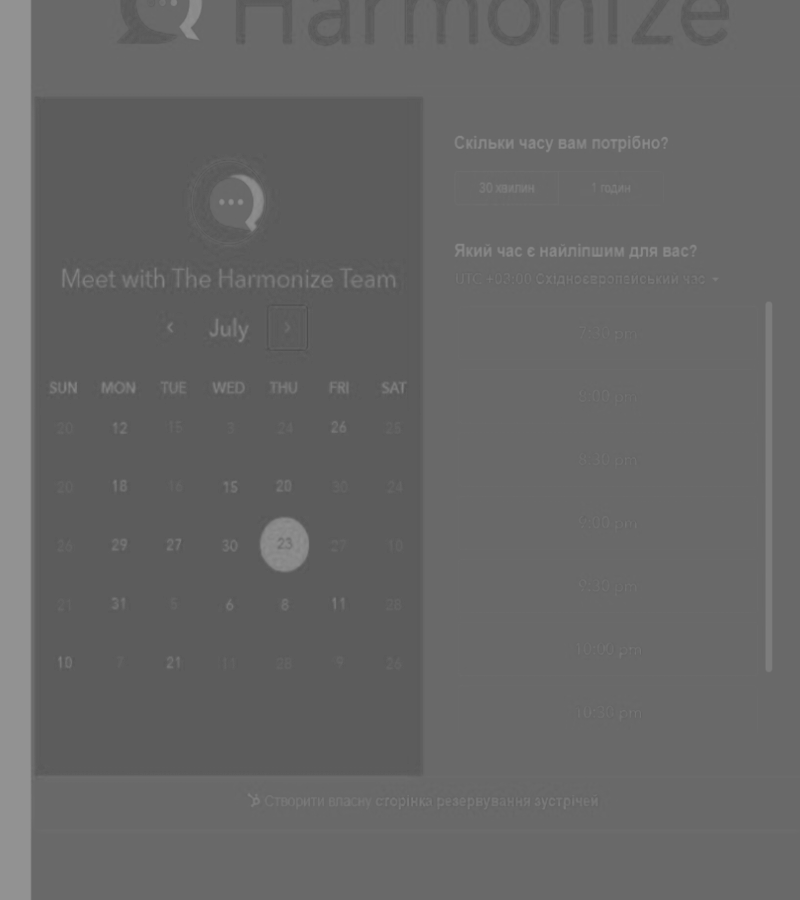 Harmonize
Meet with The Harmonize Team
July
SUN MON TUE WED THU FRI SAT
20 12 15 3 24 26 25
20 18 16 15 20 30 24
26 29 27 30 23 27 10
21 31 5 6 8 11 28
10 7 21 11 28 9 26
Скільки часу вам потрібно?
30 хвилин 1 годин
Який час є найліпшим для вас?
UTC +03:00 Східноєвропейський час
7:30 pm
8:00 pm
8:30 pm
9:00 pm
9:30 pm
10:00 pm
10:30 pm
Створити власну сторінка резервування зустрічей